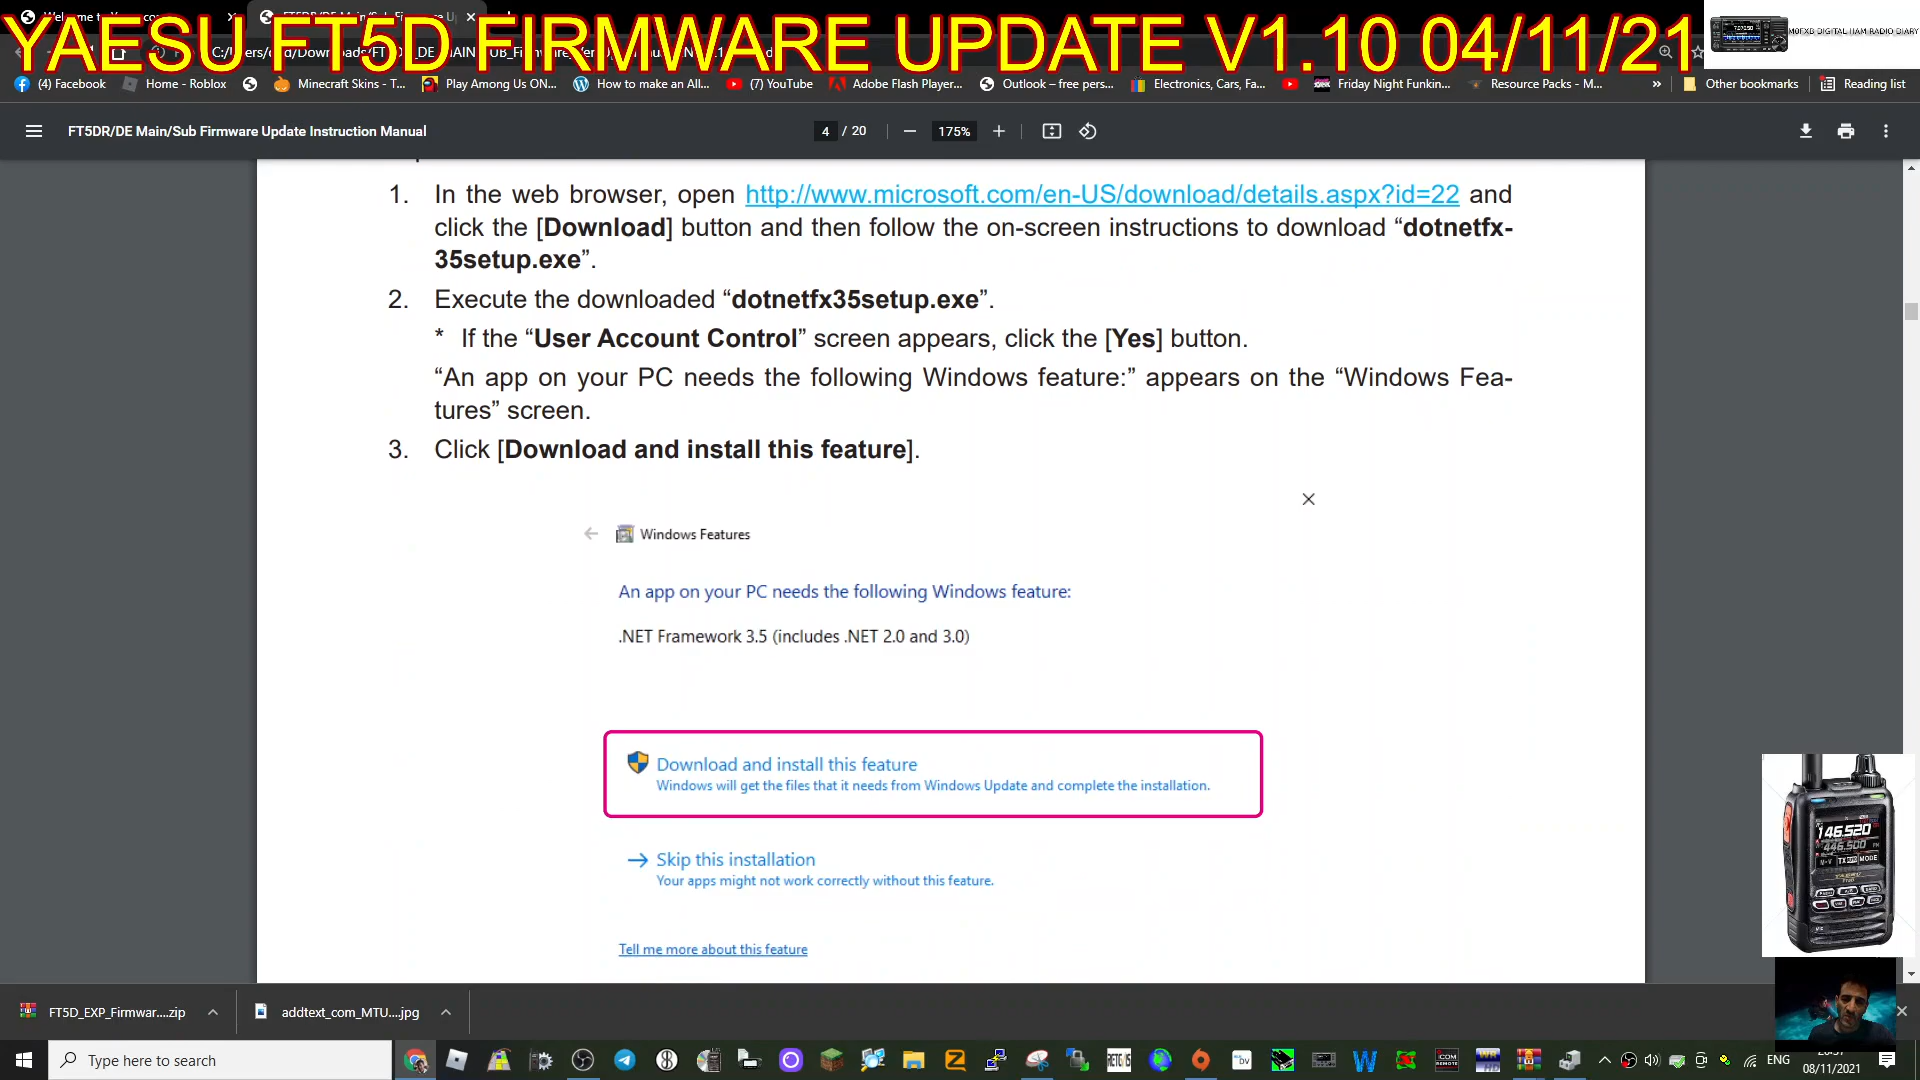 YAESU FT5D FIRMWARE UPDATE V1.10 04/11/21
M0FXB DIGITAL HAM RADIO DIARY
(4) Facebook
Home - Roblox
Minecraft Skins - T...
Play Among Us ON...
How to make an All...
(7) YouTube
Adobe Flash Player...
Outlook – free pers...
Electronics, Cars, Fa...
Friday Night Funkin...
Resource Packs - M...
»
Other bookmarks
Reading list
FT5DR/DE Main/Sub Firmware Update Instruction Manual
4 / 20
175%
1. In the web browser, open http://www.microsoft.com/en-US/download/details.aspx?id=22 and
click the [Download] button and then follow the on-screen instructions to download “dotnetfx-
35setup.exe”.
2. Execute the downloaded “dotnetfx35setup.exe”.
* If the “User Account Control” screen appears, click the [Yes] button.
“An app on your PC needs the following Windows feature:” appears on the “Windows Fea-
tures” screen.
3. Click [Download and install this feature].
Windows Features
An app on your PC needs the following Windows feature:
.NET Framework 3.5 (includes .NET 2.0 and 3.0)
Download and install this feature
Windows will get the files that it needs from Windows Update and complete the installation.
Skip this installation
Your apps might not work correctly without this feature.
Tell me more about this feature
146.520
446.500
MODE
FT5D_EXP_Firmwar....zip
addtext_com_MTU....jpg
Type here to search
ENG
08/11/2021